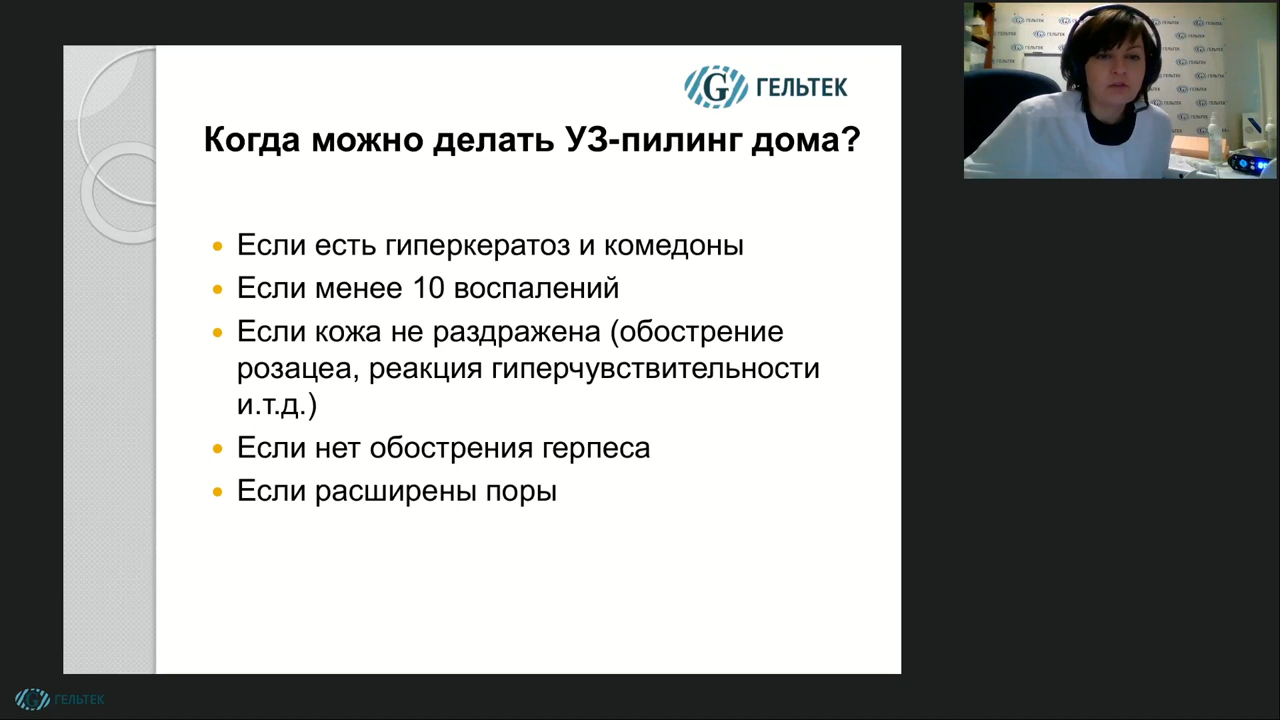 ГЕЛЬТЕК
Когда можно делать УЗ-пилинг дома?
Если есть гиперкератоз и комедоны
Если менее 10 воспалений
Если кожа не раздражена (обострение
розацеа, реакция гиперчувствительности
и.т.д.)
Если нет обострения герпеса
Если расширены поры
ГЕЛЬТЕК